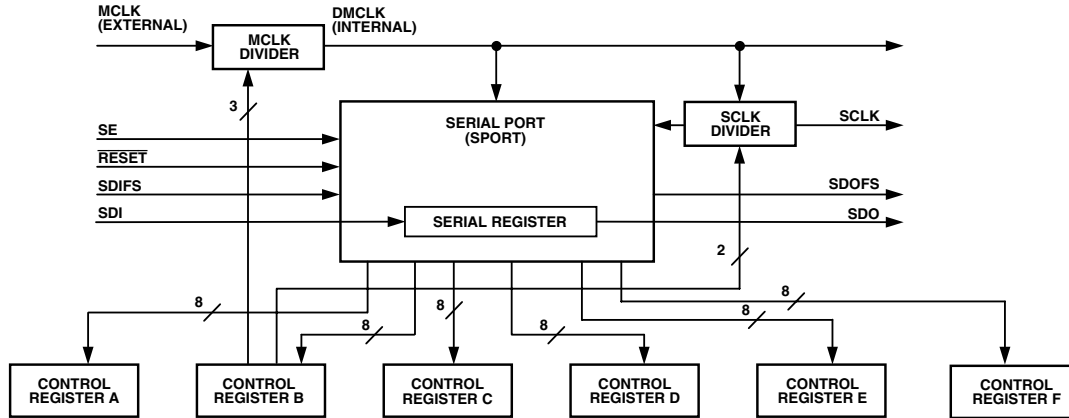 MCLK
(EXTERNAL)
MCLK
DIVIDER
DMCLK
(INTERNAL)
3
SE
RESET
SDIFS
SDI
SERIAL PORT
(SPORT)
SERIAL REGISTER
SCLK
DIVIDER
SCLK
SDOFS
SDO
2
8
8
8
8
8
8
CONTROL
REGISTER A
CONTROL
REGISTER B
CONTROL
REGISTER C
CONTROL
REGISTER D
CONTROL
REGISTER E
CONTROL
REGISTER F